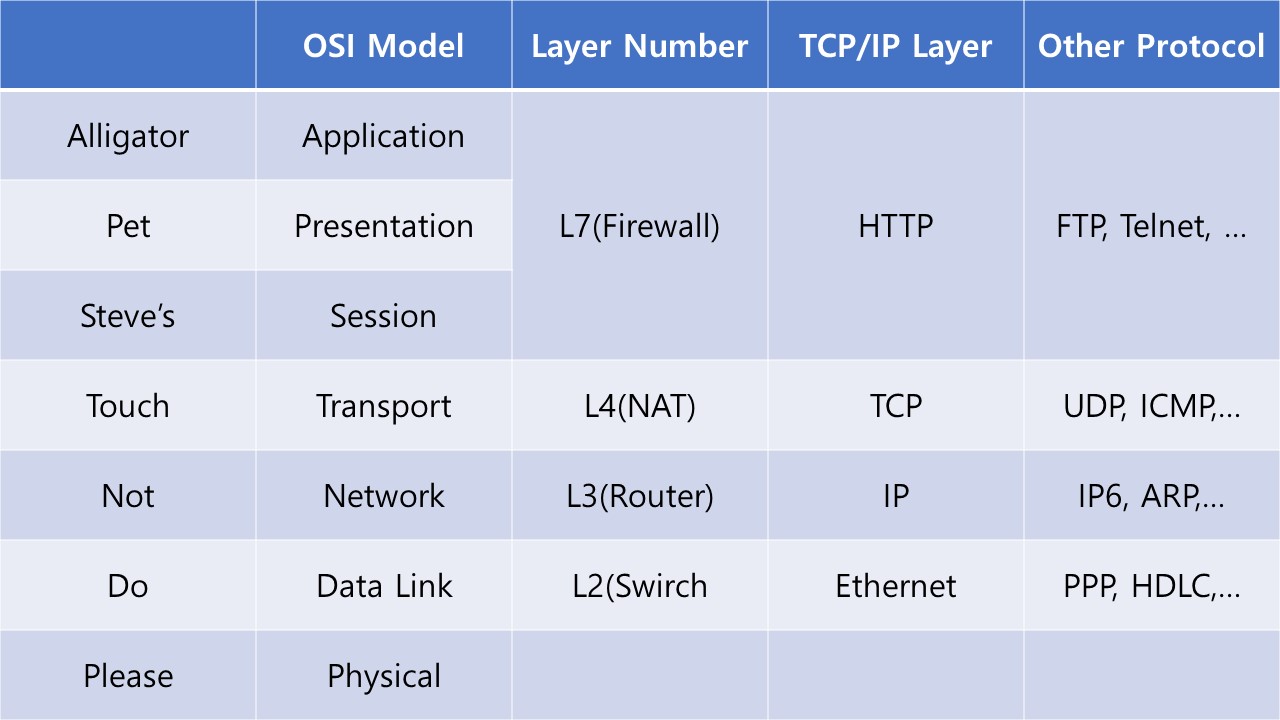 OSI Model Layer Number TCP/IP Layer Other Protocol
Alligator Application
Pet Presentation L7(Firewall) HTTP FTP, Telnet, ...
Steve’s Session
Touch Transport L4(NAT) TCP UDP, ICMP,...
Not Network L3(Router) IP IP6, ARP,...
Do Data Link L2(Swirch Ethernet PPP, HDLC,...
Please Physical